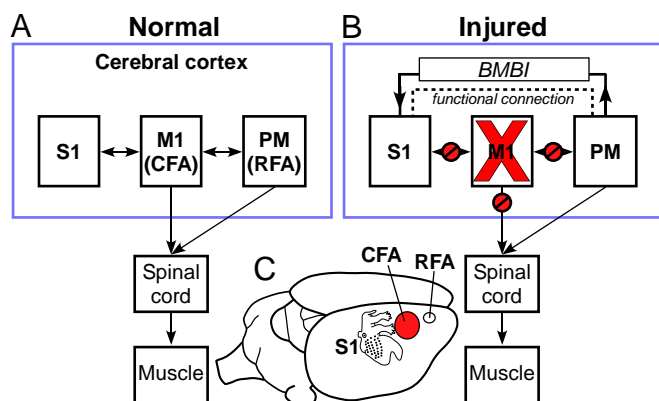 A
Normal
Cerebral cortex
S1
M1
(CFA)
PM
(RFA)
Spinal
cord
Muscle
B
Injured
BMBI
functional connection
S1
M1
PM
Spinal
cord
Muscle
C
CFA
RFA
S1